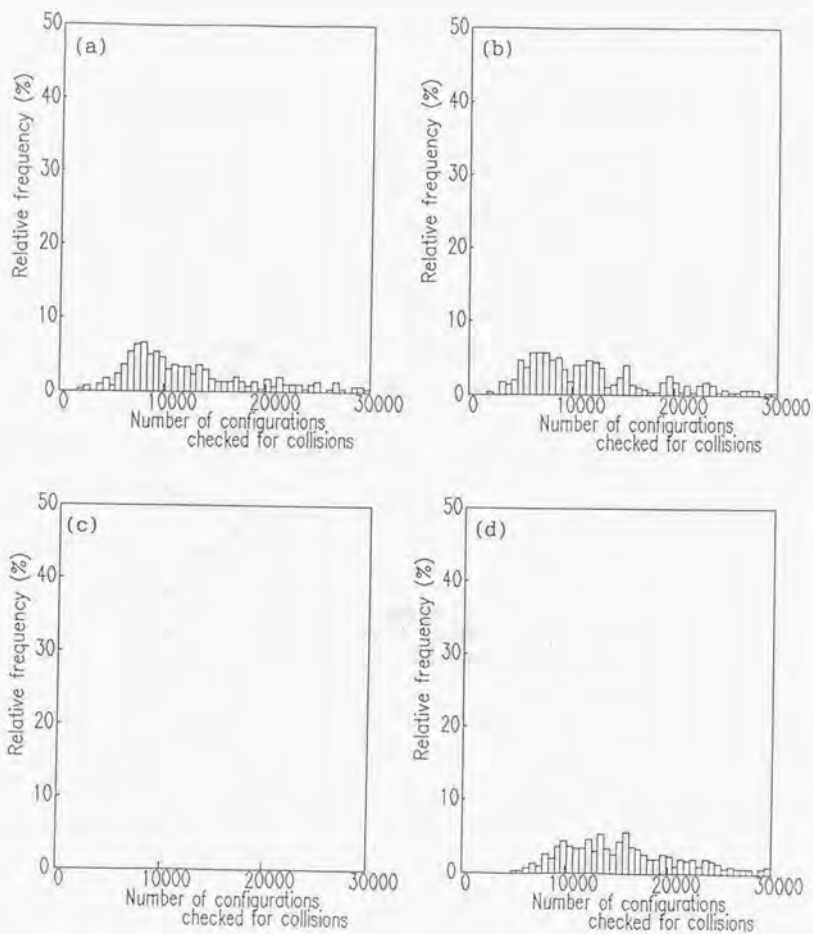 (a)
Relative frequency (%)
50
40
30
20
10
0
0 10000 20000 30000
Number of configurations
checked for collisions
(b)
Relative frequency (%)
50
40
30
20
10
0
0 10000 20000 30000
Number of configurations
checked for collisions
(c)
Relative frequency (%)
50
40
30
20
10
0
0 10000 20000 30000
Number of configurations
checked for collisions
(d)
Relative frequency (%)
50
40
30
20
10
0
0 10000 20000 30000
Number of configurations
checked for collisions